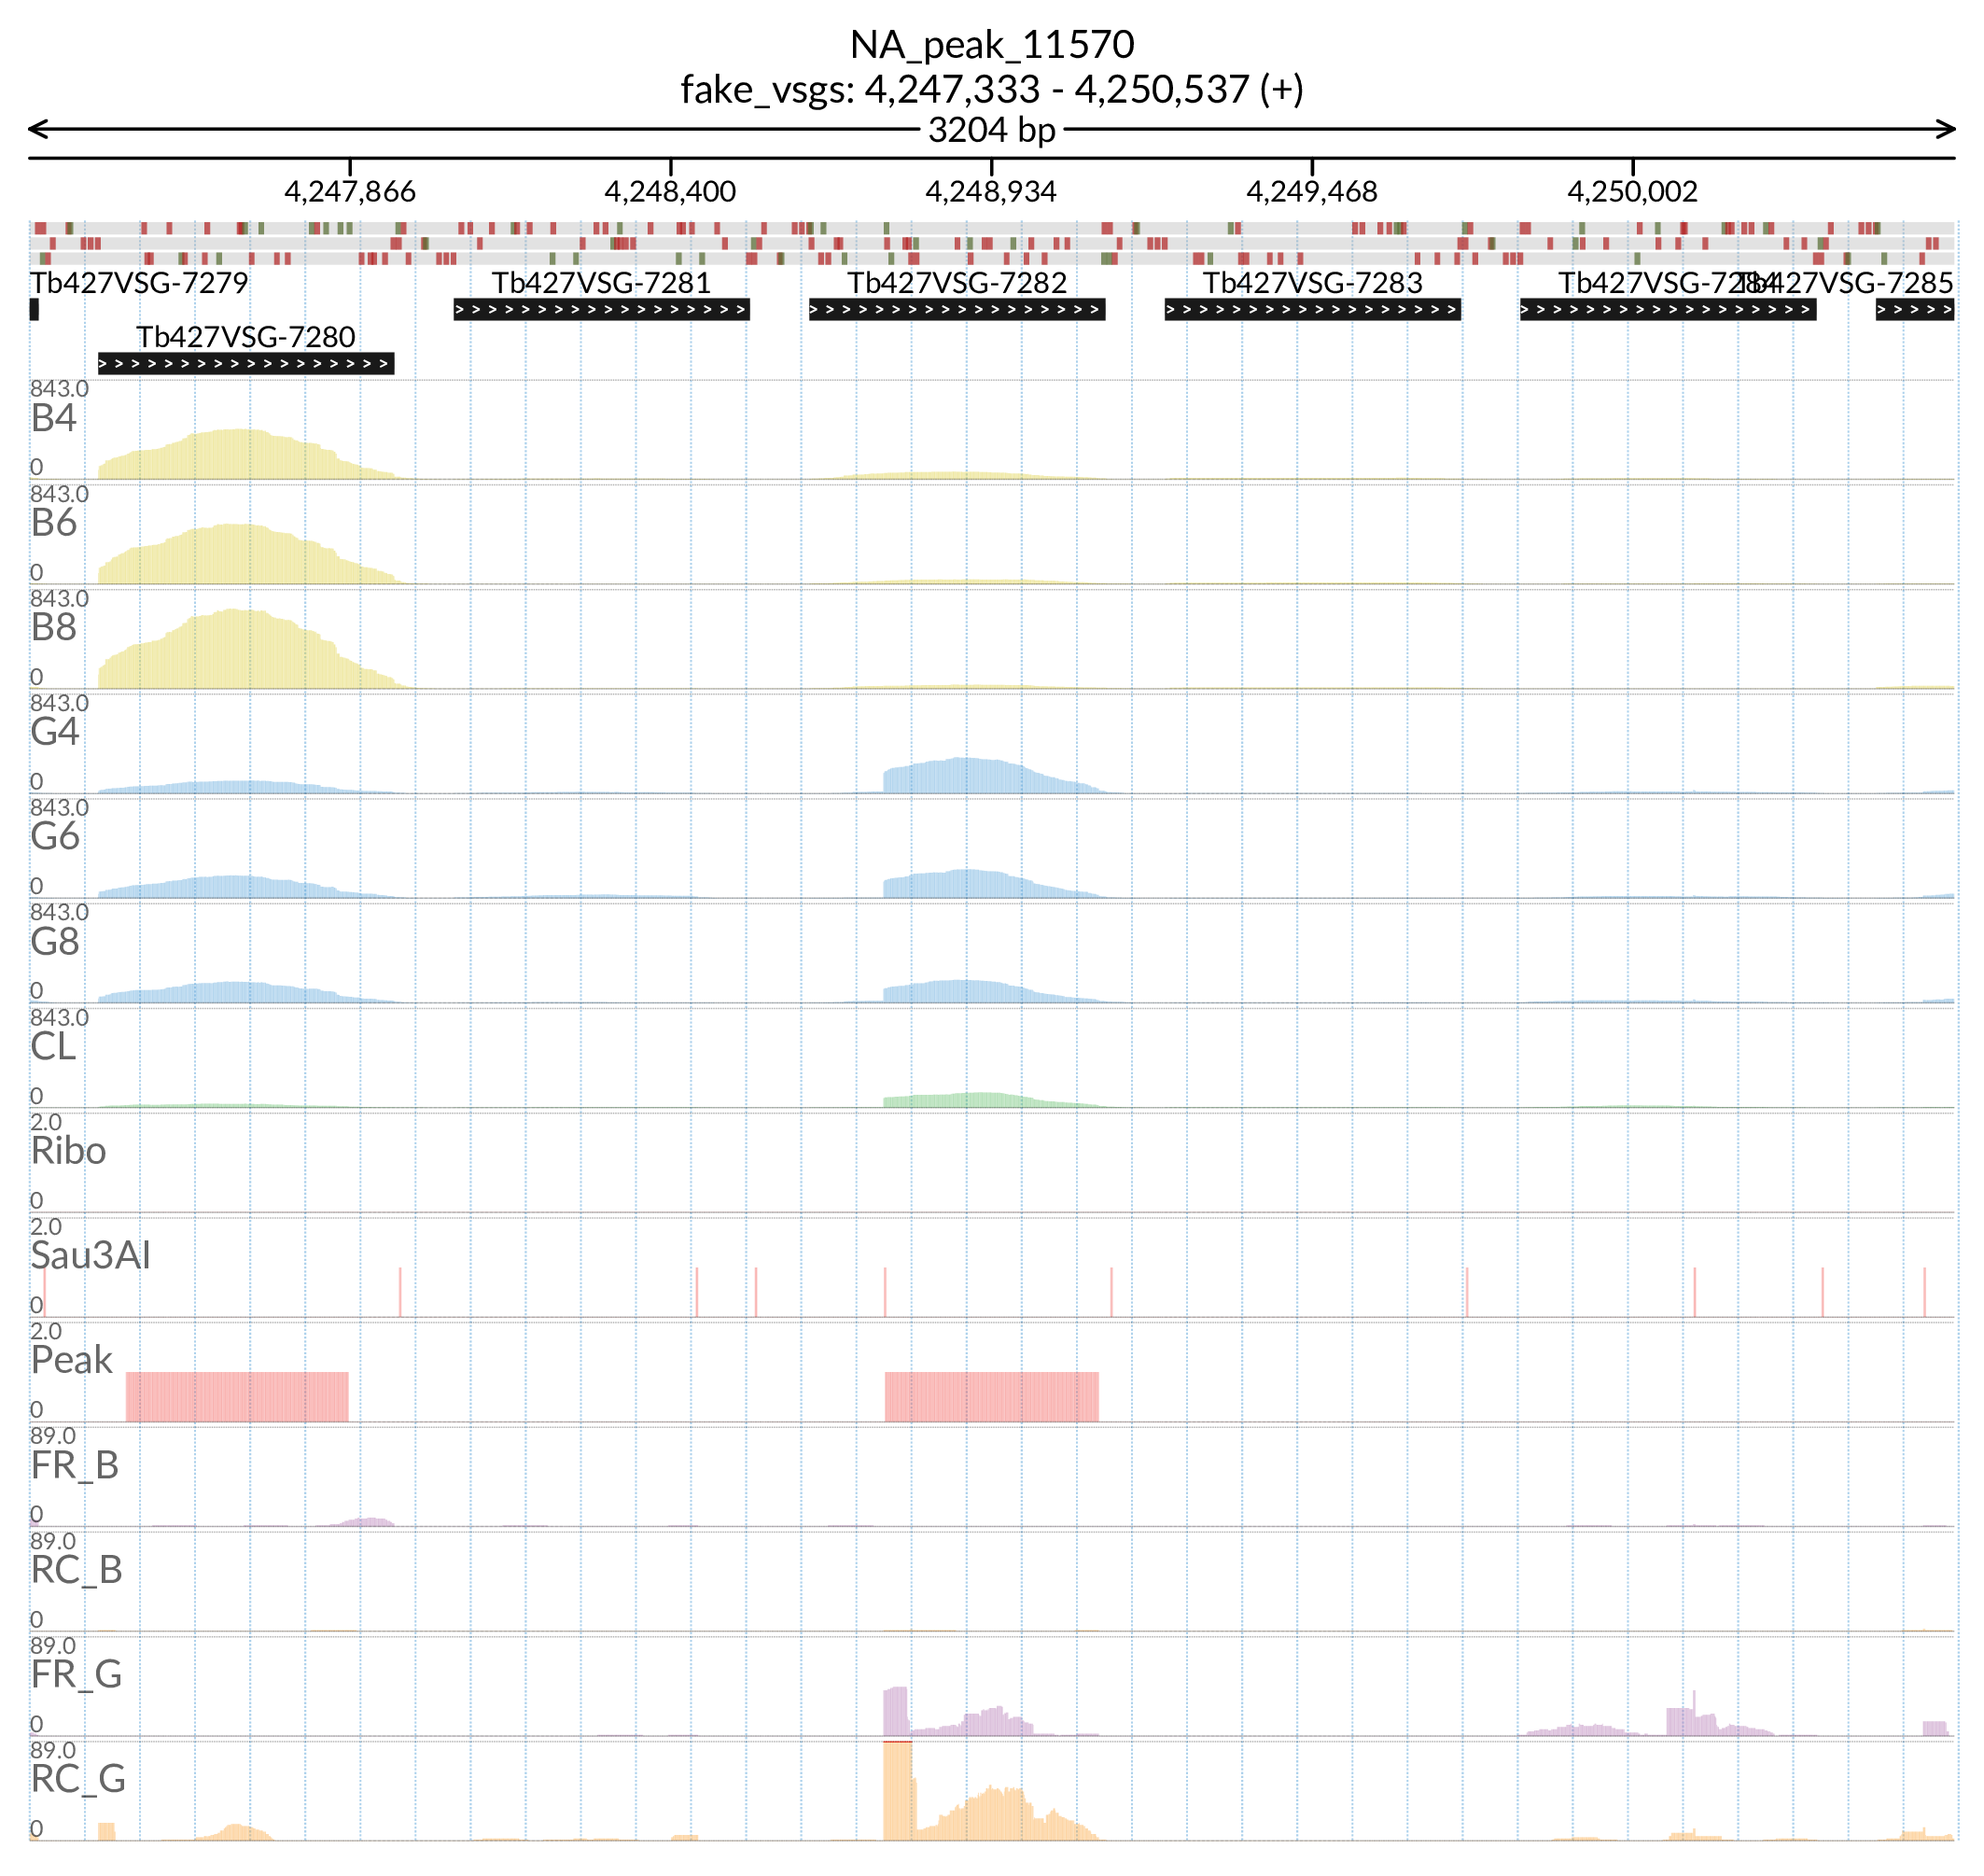 NA_peak_11570
fake_vsgs: 4,247,333 - 4,250,537 (+)
3204 bp
4,247,866 4,248,400 4,248,934 4,249,468 4,250,002
Tb427VSG-7279 Tb427VSG-7281 Tb427VSG-7282 Tb427VSG-7283 Tb427VSG-7284 Tb427VSG-7285
Tb427VSG-7280
843.0
B4
0
843.0
B6
0
843.0
B8
0
843.0
G4
0
843.0
G6
0
843.0
G8
0
843.0
CL
0
2.0
Ribo
0
2.0
Sau3AI
0
2.0
Peak
0
89.0
FR_B
0
89.0
RC_B
0
89.0
FR_G
0
89.0
RC_G
0